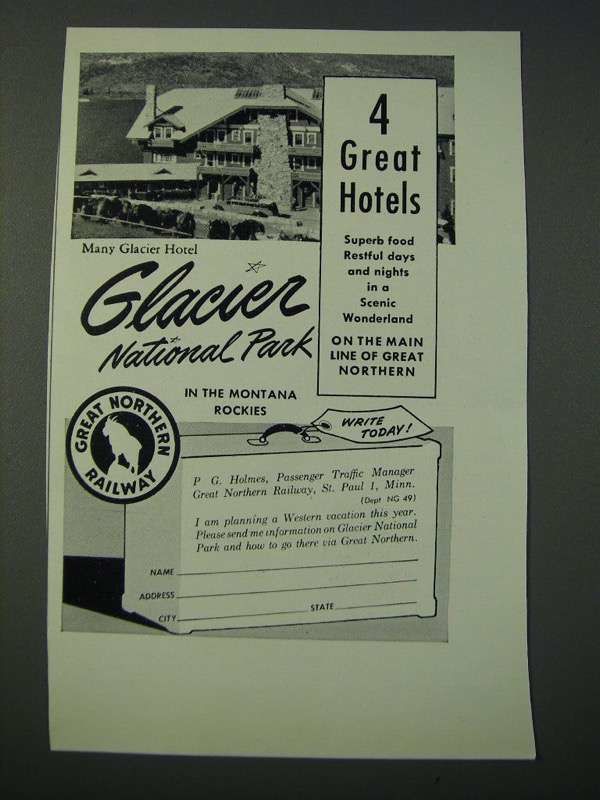 4
Great
Hotels
Superb food
Restful days
and nights
in a
Scenic
Wonderland
ON THE MAIN
LINE OF GREAT
NORTHERN
Many Glacier Hotel
Glacier
National Park
IN THE MONTANA
ROCKIES
GREAT NORTHERN
RAILWAY
WRITE
TODAY!
P G. Holmes, Passenger Traffic Manager
Great Northern Railway, St. Paul 1, Minn.
(Dept NG 49)
I am planning a Western vacation this year.
Please send me information on Glacier National
Park and how to go there via Great Northern.
NAME
ADDRESS
CITY STATE